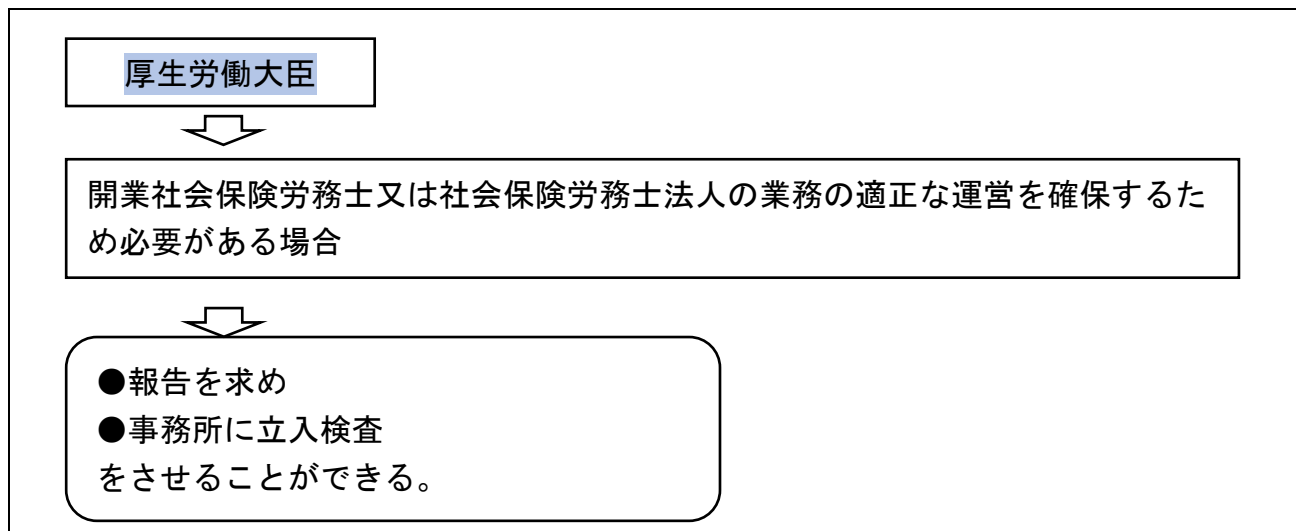 厚生労働大臣
開業社会保険労務士又は社会保険労務士法人の業務の適正な運営を確保するた
め必要がある場合
●報告を求め
●事務所に立入検査
をさせることができる。